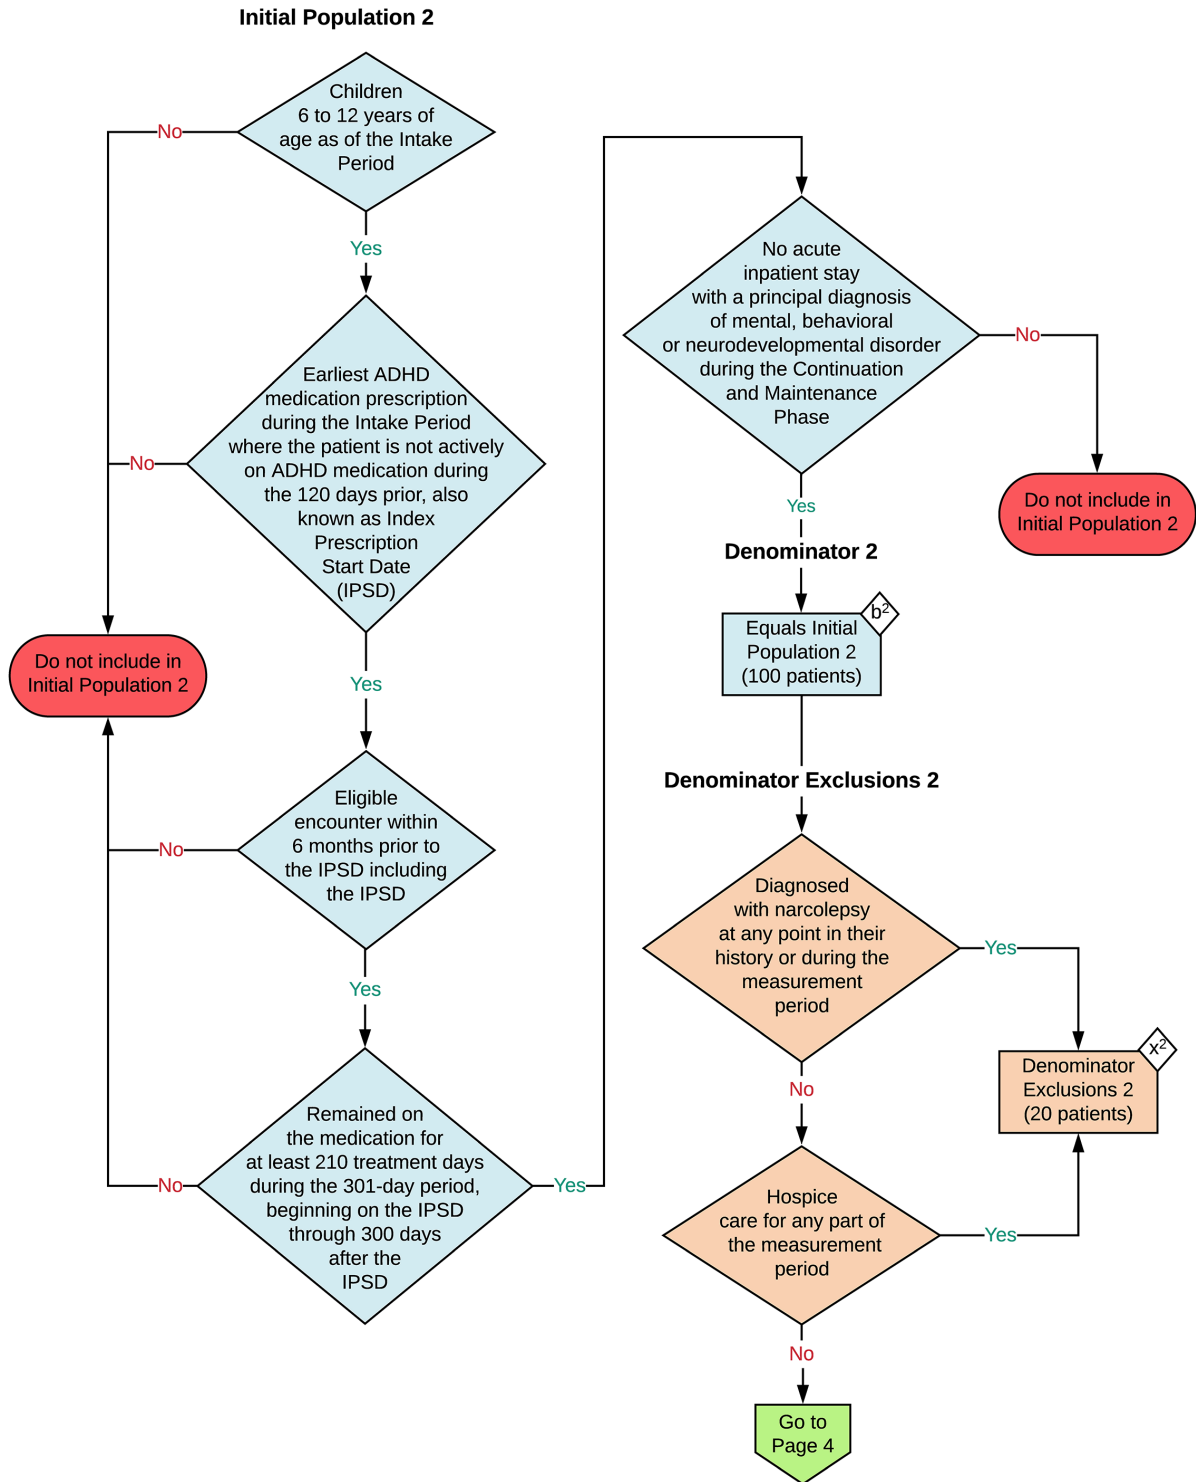 Initial Population 2
Children
6 to 12 years of
age as of the Intake
Period
No
Yes
Earliest ADHD
medication prescription
during the Intake Period
where the patient is not actively
on ADHD medication during
the 120 days prior, also
known as Index
Prescription
Start Date
(IPSD)
No
Do not include in
Initial Population 2
Yes
Eligible
encounter within
6 months prior to
the IPSD including
the IPSD
No
Yes
Remained on
the medication for
at least 210 treatment days
during the 301-day period,
beginning on the IPSD
through 300 days
after the
IPSD
No
Yes
No acute
inpatient stay
with a principal diagnosis
of mental, behavioral
or neurodevelopmental disorder
during the Continuation
and Maintenance
Phase
No
Do not include in
Initial Population 2
Yes
Denominator 2
b²
Equals Initial
Population 2
(100 patients)
Denominator Exclusions 2
Diagnosed
with narcolepsy
at any point in their
history or during the
measurement
period
Yes
x²
Denominator
Exclusions 2
(20 patients)
No
Hospice
care for any part of
the measurement
period
Yes
No
Go to
Page 4